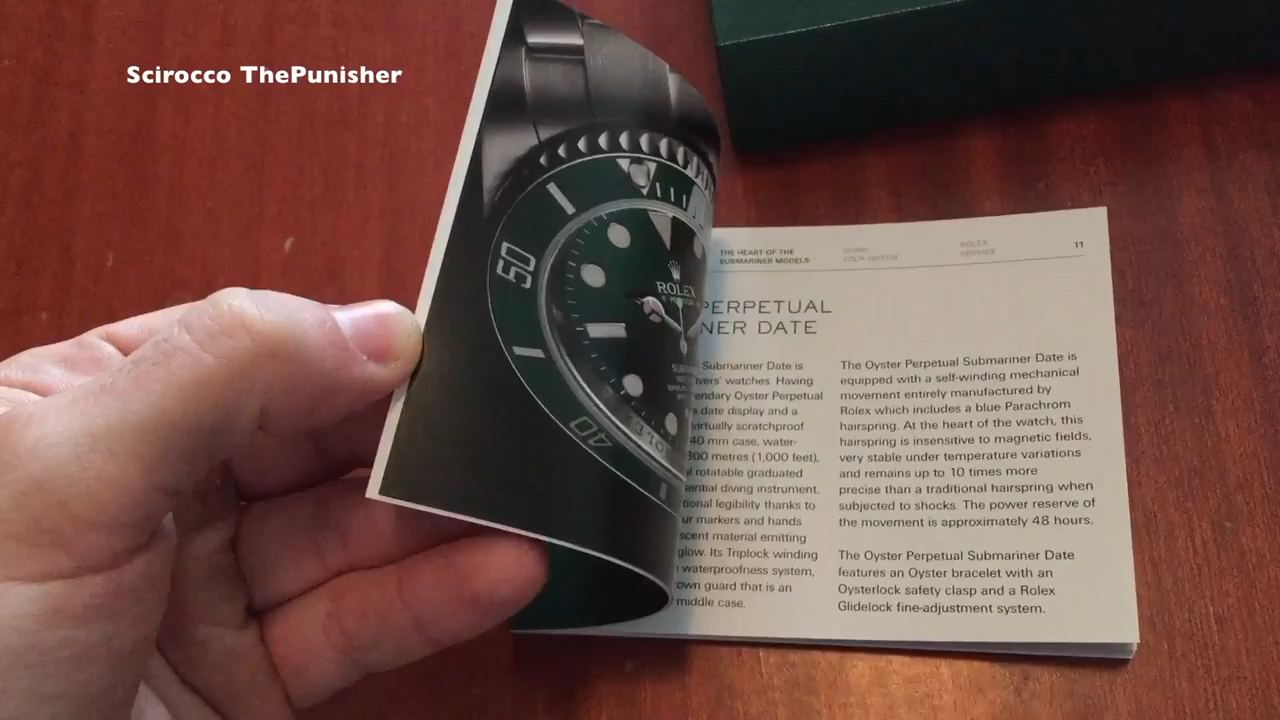 Scirocco ThePunisher
50
40
ROLEX
THE HEART OF THE
SUBMARINER MODELS
USING
YOUR WATCH
ROLEX
SERVICE
11
PERPETUAL
NER DATE
Submariner Date is
ivers' watches. Having
endary Oyster Perpetual
s date display and a
virtually scratchproof
40 mm case, water-
300 metres (1,000 feet),
al rotatable graduated
sential diving instrument.
tional legibility thanks to
ur markers and hands
scent material emitting
glow. Its Triplock winding
waterproofness system,
own guard that is an
middle case.
The Oyster Perpetual Submariner Date is
equipped with a self-winding mechanical
movement entirely manufactured by
Rolex which includes a blue Parachrom
hairspring. At the heart of the watch, this
hairspring is insensitive to magnetic fields,
very stable under temperature variations
and remains up to 10 times more
precise than a traditional hairspring when
subjected to shocks. The power reserve of
the movement is approximately 48 hours.
The Oyster Perpetual Submariner Date
features an Oyster bracelet with an
Oysterlock safety clasp and a Rolex
Glidelock fine-adjustment system.